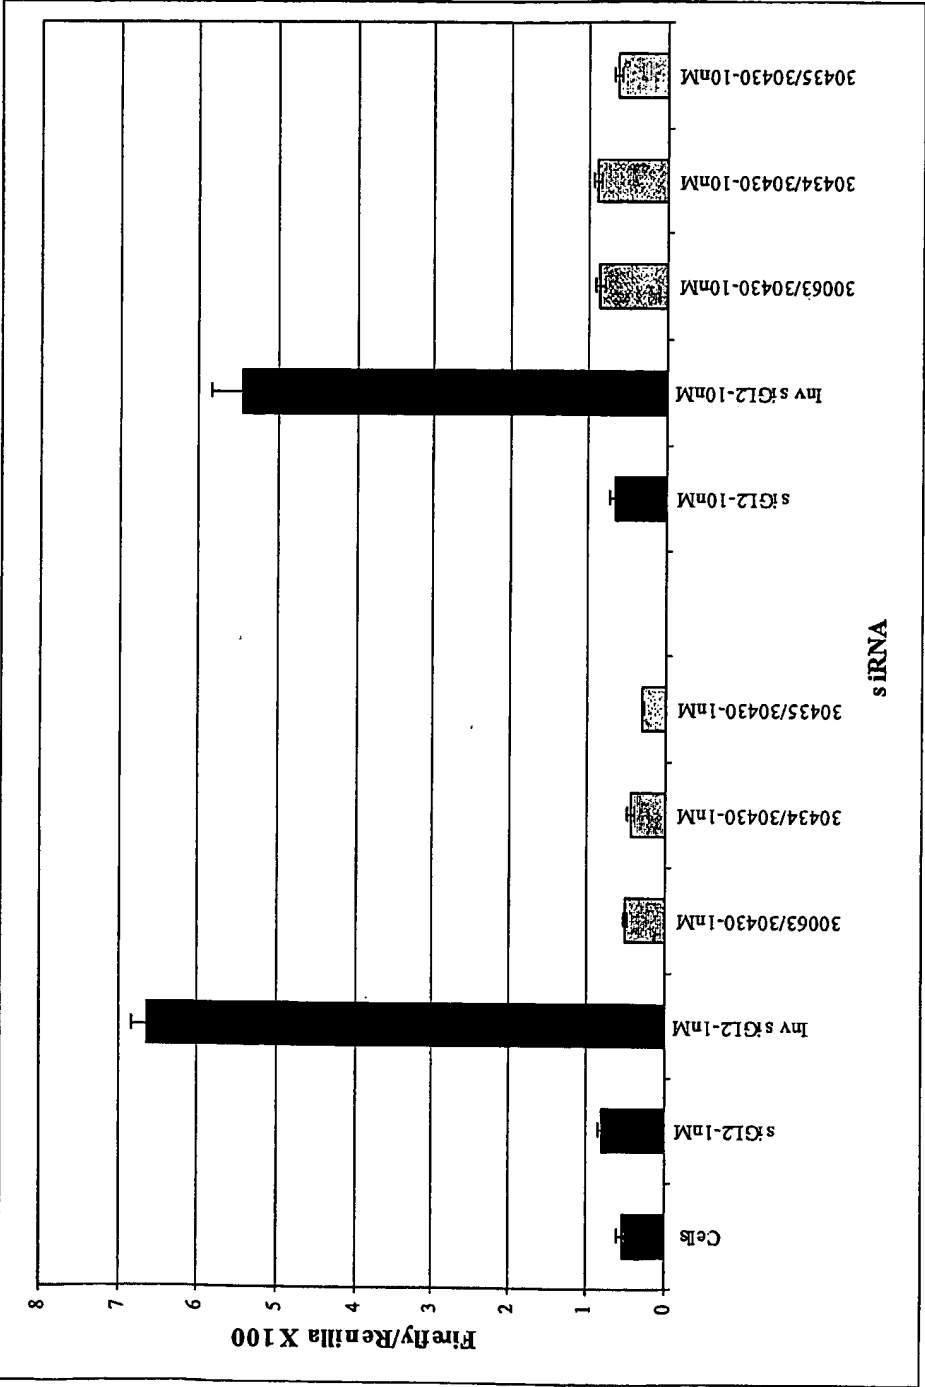 Firefly/Renilla X 100
8
7
6
5
4
3
2
1
0
Cells
siGL2-1nM
Inv siGL2-1nM
30063/30430-1nM
30434/30430-1nM
30435/30430-1nM
siGL2-10nM
Inv siGL2-10nM
30063/30430-10nM
30434/30430-10nM
30435/30430-10nM
siRNA